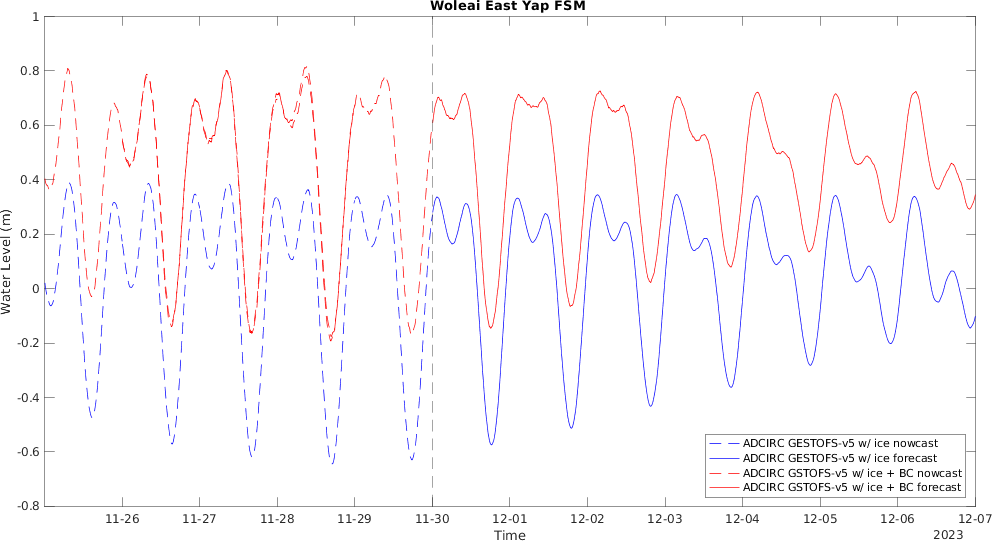 Woleai East Yap FSM
1
0.8
0.6
0.4
0.2
0
-0.2
-0.4
-0.6
-0.8
Water Level (m)
ADCIRC GESTOFS-v5 w/ ice nowcast
ADCIRC GESTOFS-v5 w/ ice forecast
ADCIRC GSTOFS-v5 w/ ice + BC nowcast
ADCIRC GSTOFS-v5 w/ ice + BC forecast
11-26 11-27 11-28 11-29 11-30 12-01 12-02 12-03 12-04 12-05 12-06 12-07
Time
2023